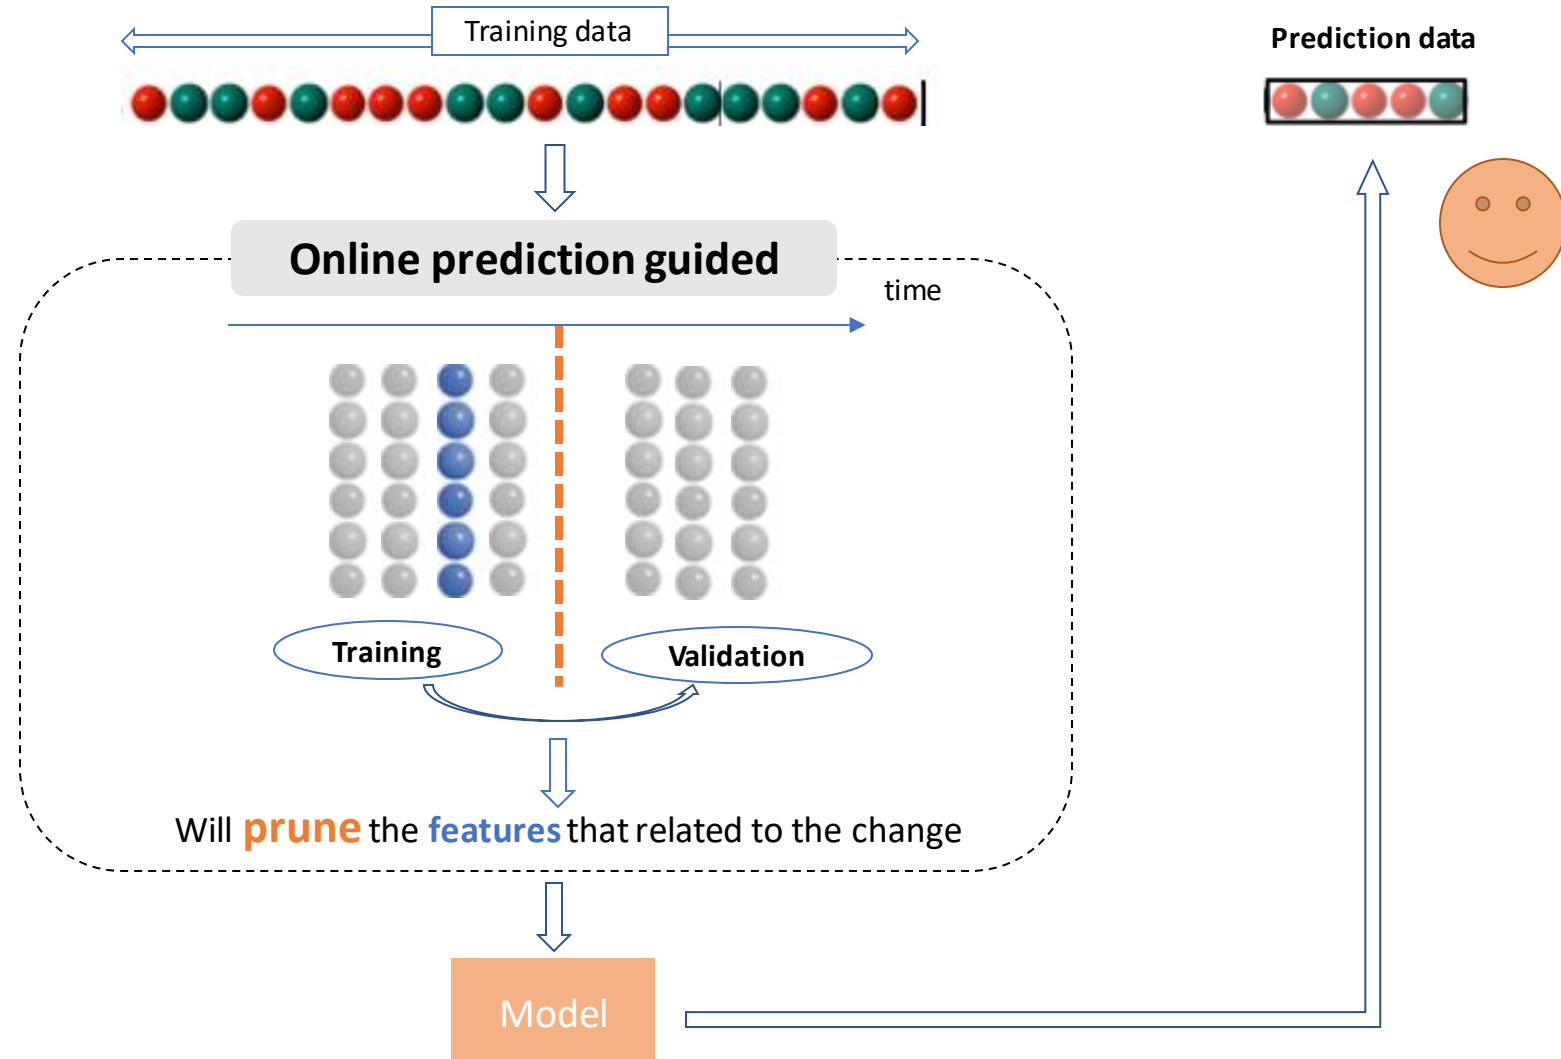 Training data
Prediction data
Online prediction guided
time
Training
Validation
Will prune the features that related to the change
Model